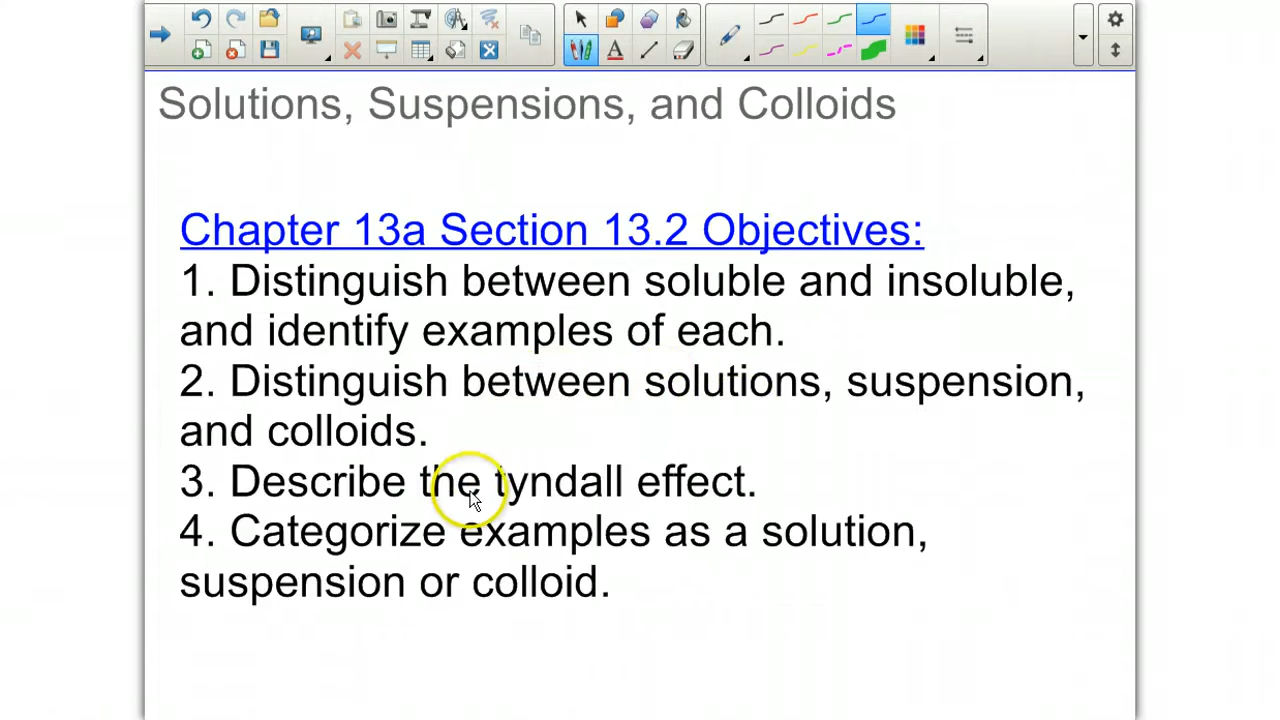 Solutions, Suspensions, and Colloids
Chapter 13a Section 13.2 Objectives:
1. Distinguish between soluble and insoluble,
and identify examples of each.
2. Distinguish between solutions, suspension,
and colloids.
3. Describe the tyndall effect.
4. Categorize examples as a solution,
suspension or colloid.